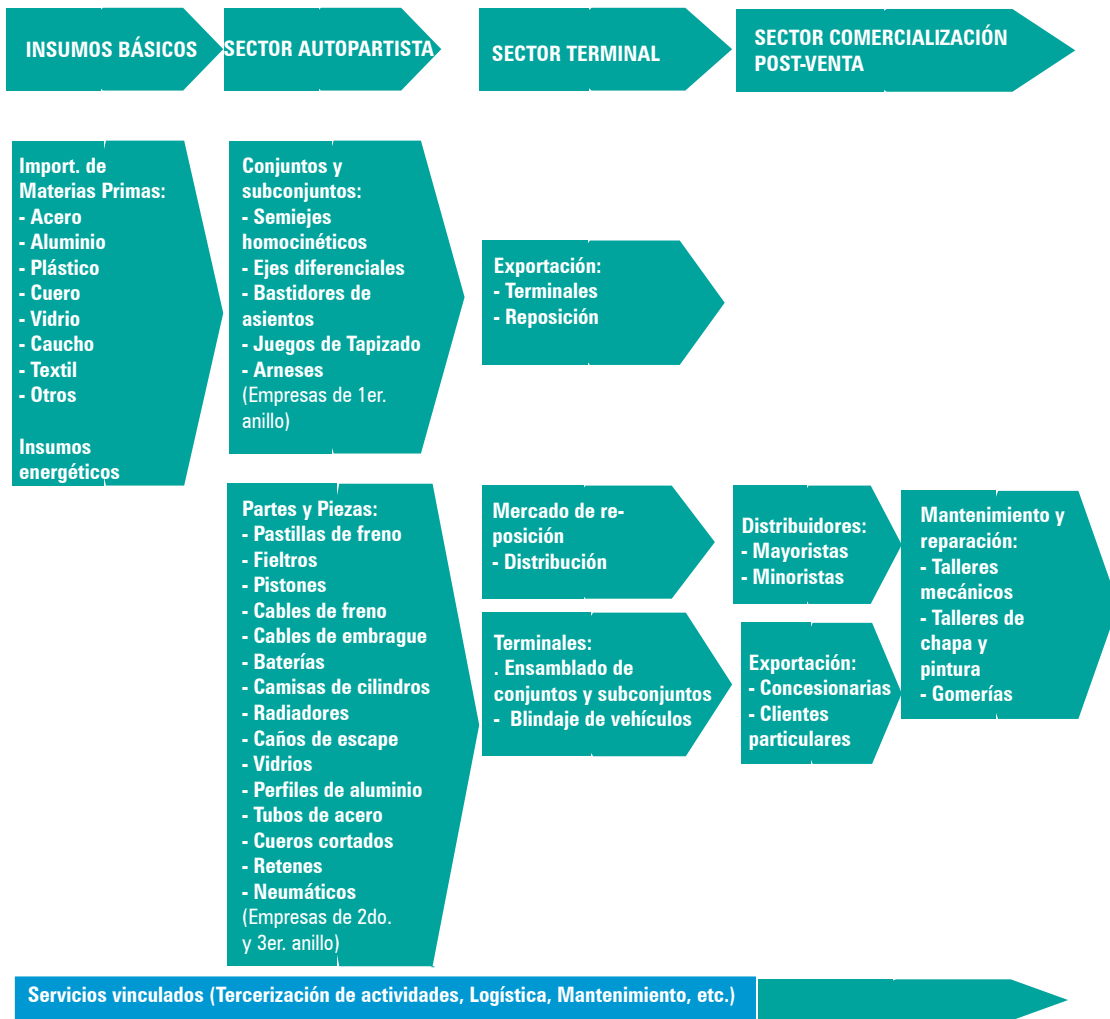 INSUMOS BÁSICOS
SECTOR AUTOPARTISTA
SECTOR TERMINAL
SECTOR COMERCIALIZACIÓN
POST-VENTA
Import. de
Materias Primas:
- Acero
- Aluminio
- Plástico
- Cuero
- Vidrio
- Caucho
- Textil
- Otros
Insumos
energéticos
Conjuntos y
subconjuntos:
- Semiejes
homocinéticos
- Ejes diferenciales
- Bastidores de
asientos
- Juegos de Tapizado
- Arneses
(Empresas de 1er.
anillo)
Exportación:
- Terminales
- Reposición
Partes y Piezas:
- Pastillas de freno
- Fieltros
- Pistones
- Cables de freno
- Cables de embrague
- Baterías
- Camisas de cilindros
- Radiadores
- Caños de escape
- Vidrios
- Perfiles de aluminio
- Tubos de acero
- Cueros cortados
- Retenes
- Neumáticos
(Empresas de 2do.
y 3er. anillo)
Mercado de re-
posición
- Distribución
Terminales:
. Ensamblado de
conjuntos y subconjuntos
- Blindaje de vehículos
Distribuidores:
- Mayoristas
- Minoristas
Exportación:
- Concesionarias
- Clientes
particulares
Mantenimiento y
reparación:
- Talleres
mecánicos
- Talleres de
chapa y
pintura
- Gomerías
Servicios vinculados (Tercerización de actividades, Logística, Mantenimiento, etc.)